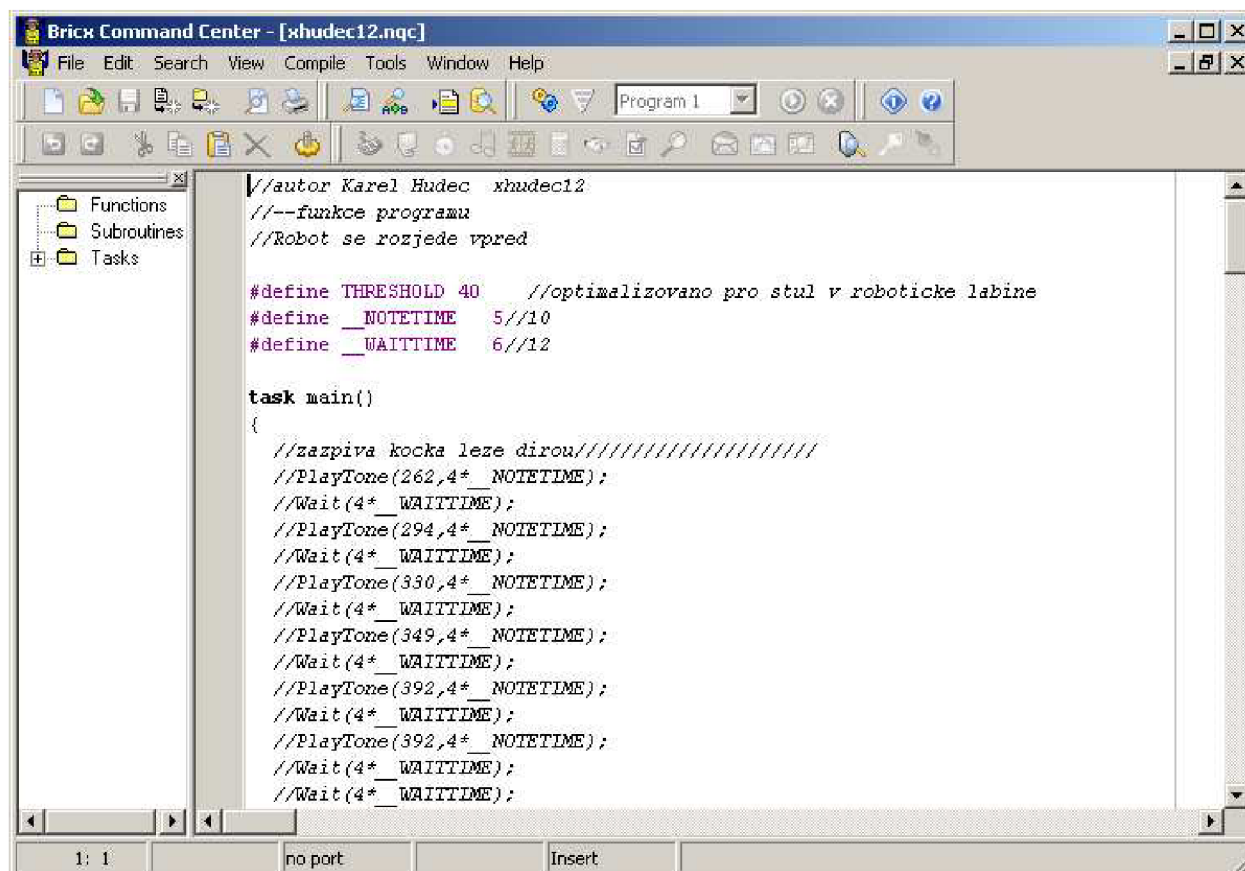 Bricx Command Center - [xhudec12.nqc]
File Edit Search View Compile Tools Window Help
Program 1
Functions
Subroutines
Tasks
//autor Karel Hudec  xhudec12
//--funkce programu
//Robot se rozjede vpred
#define THRESHOLD 40    //optimalizovano pro stul v roboticke labine
#define __NOTETIME   5//10
#define __WAITTIME   6//12
task main()
{
//zazpiva kocka leze dirou//////////////////////
//PlayTone(262,4*__NOTETIME);
//Wait(4*__WAITTIME);
//PlayTone(294,4*__NOTETIME);
//Wait(4*__WAITTIME);
//PlayTone(330,4*__NOTETIME);
//Wait(4*__WAITTIME);
//PlayTone(349,4*__NOTETIME);
//Wait(4*__WAITTIME);
//PlayTone(392,4*__NOTETIME);
//Wait(4*__WAITTIME);
//PlayTone(392,4*__NOTETIME);
//Wait(4*__WAITTIME);
//Wait(4*__WAITTIME);
1: 1
no port
Insert